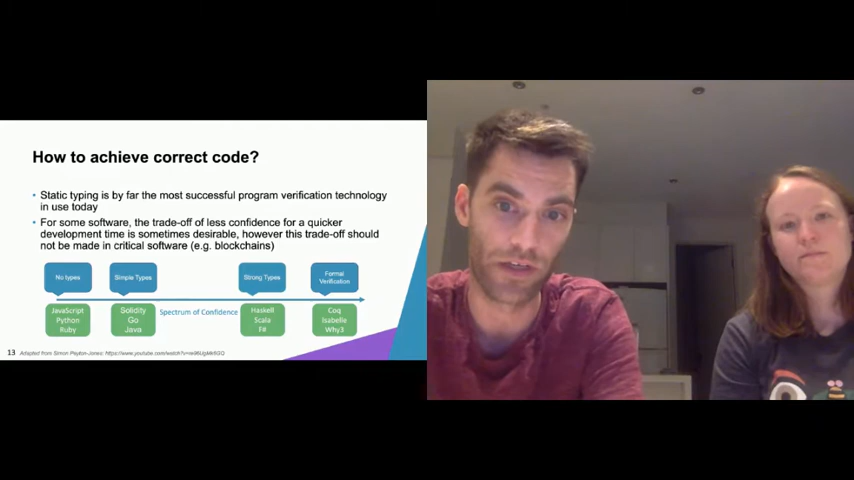 How to achieve correct code?
• Static typing is by far the most successful program verification technology
in use today
• For some software, the trade-off of less confidence for a quicker
development time is sometimes desirable, however this trade-off should
not be made in critical software (e.g. blockchains)
No types
Simple Types
Strong Types
Formal
Verification
JavaScript
Python
Ruby
Solidity
Go
Java
Spectrum of Confidence
Haskell
Scala
F#
Coq
Isabelle
Why3
13 Adapted from Simon Peyton-Jones: